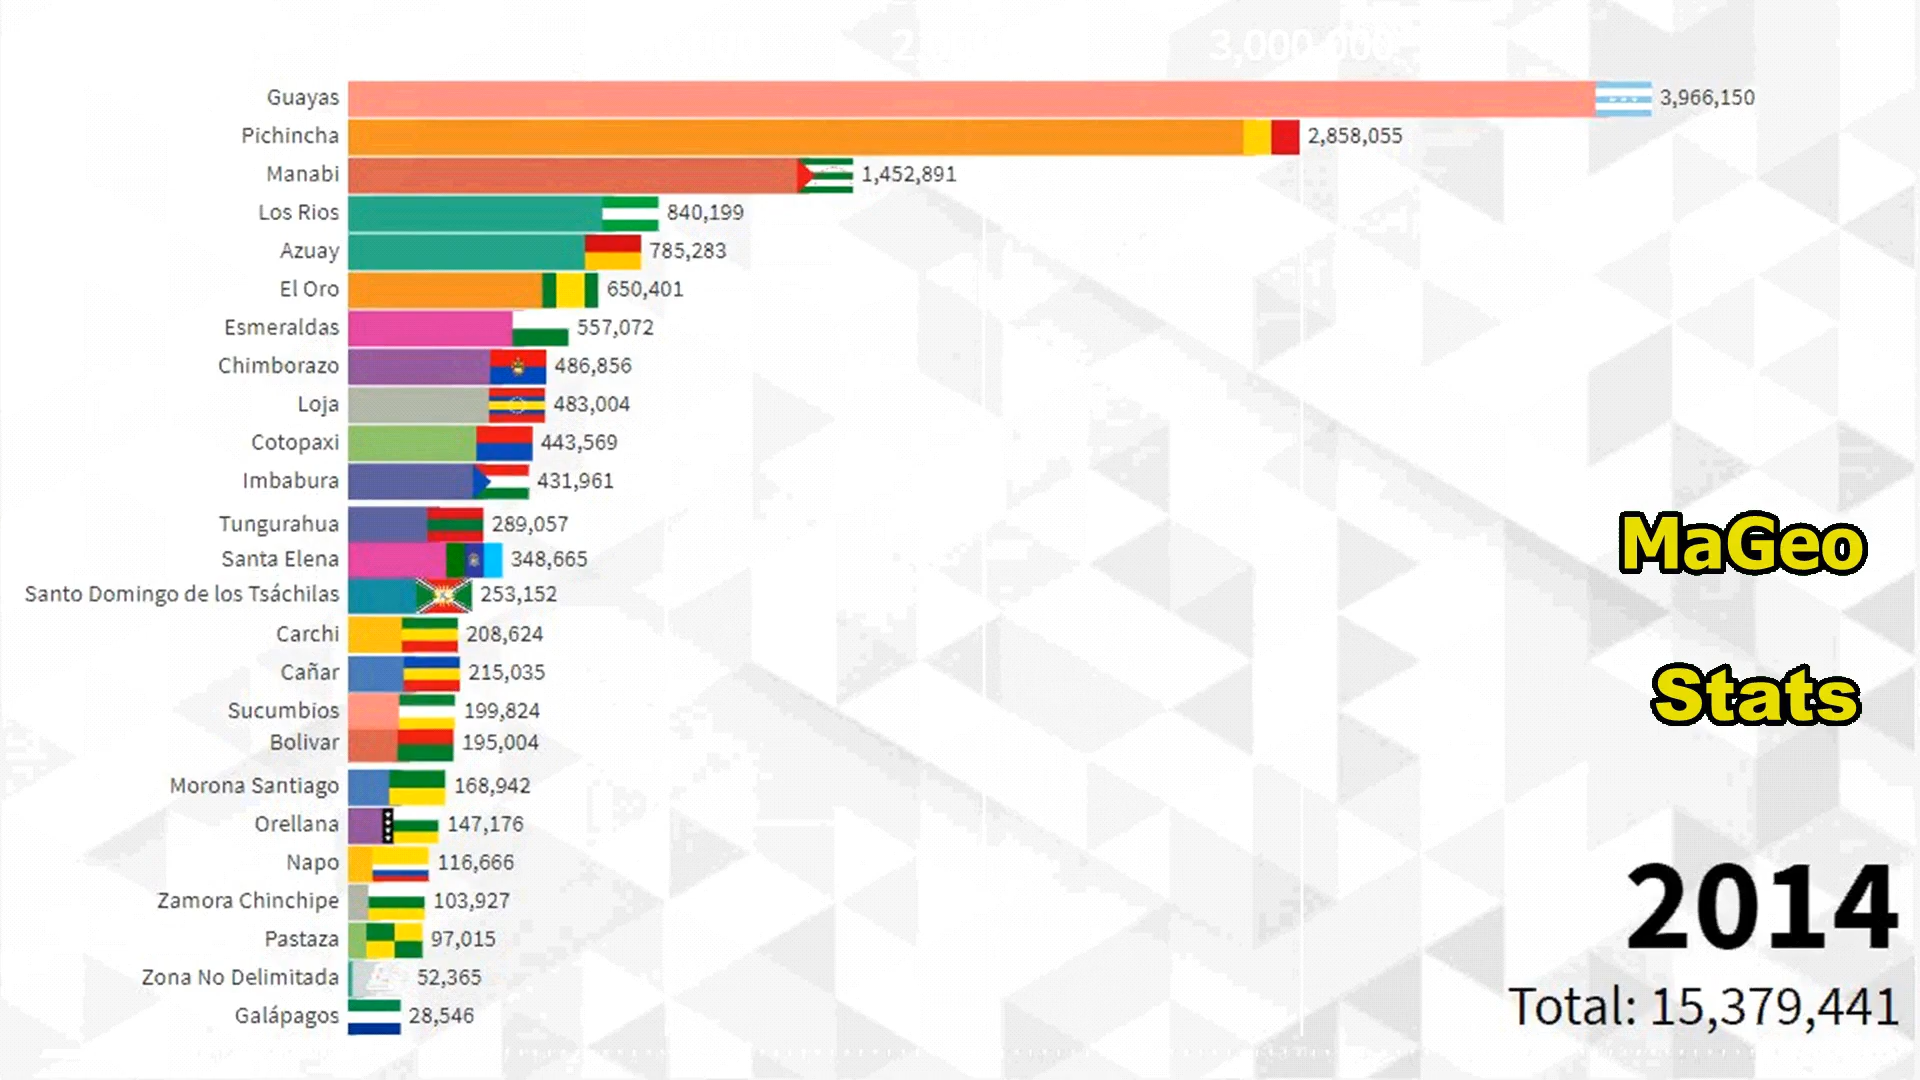 3,000,000
Guayas 3,966,150
Pichincha 2,858,055
Manabi 1,452,891
Los Rios 840,199
Azuay 785,283
El Oro 650,401
Esmeraldas 557,072
Chimborazo 486,856
Loja 483,004
Cotopaxi 443,569
Imbabura 431,961
Tungurahua 289,057
Santa Elena 348,665
Santo Domingo de los Tsáchilas 253,152
Carchi 208,624
Cañar 215,035
Sucumbios 199,824
Bolivar 195,004
Morona Santiago 168,942
Orellana 147,176
Napo 116,666
Zamora Chinchipe 103,927
Pastaza 97,015
Zona No Delimitada 52,365
Galápagos 28,546
MaGeo
Stats
2014
Total: 15,379,441